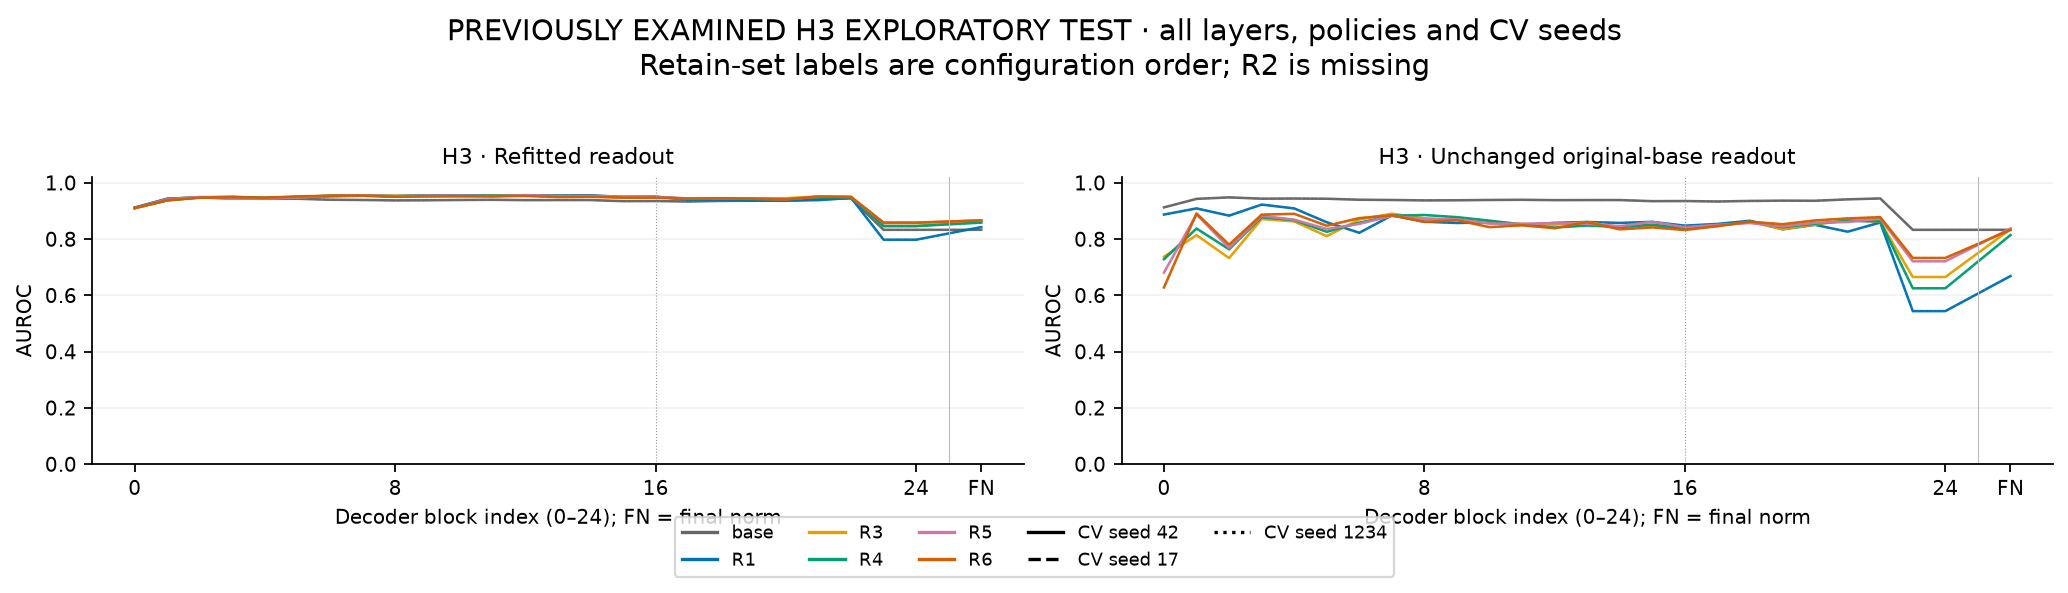 PREVIOUSLY EXAMINED H3 EXPLORATORY TEST · all layers, policies and CV seeds
Retain-set labels are configuration order; R2 is missing
H3 · Refitted readout
AUROC
1.0
0.8
0.6
0.4
0.2
0.0
0 8 16 24 FN
Decoder block index (0–24); FN = final norm
H3 · Unchanged original-base readout
AUROC
1.0
0.8
0.6
0.4
0.2
0.0
0 8 16 24 FN
Decoder block index (0–24); FN = final norm
base R3 R5 CV seed 42 CV seed 1234
R1 R4 R6 CV seed 17